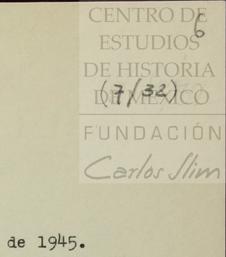 CENTRO DE
6
ESTUDIOS
DE HISTORIA
(7/32)
DE MÉXICO
FUNDACIÓN
Carlos Slim
de 1945.